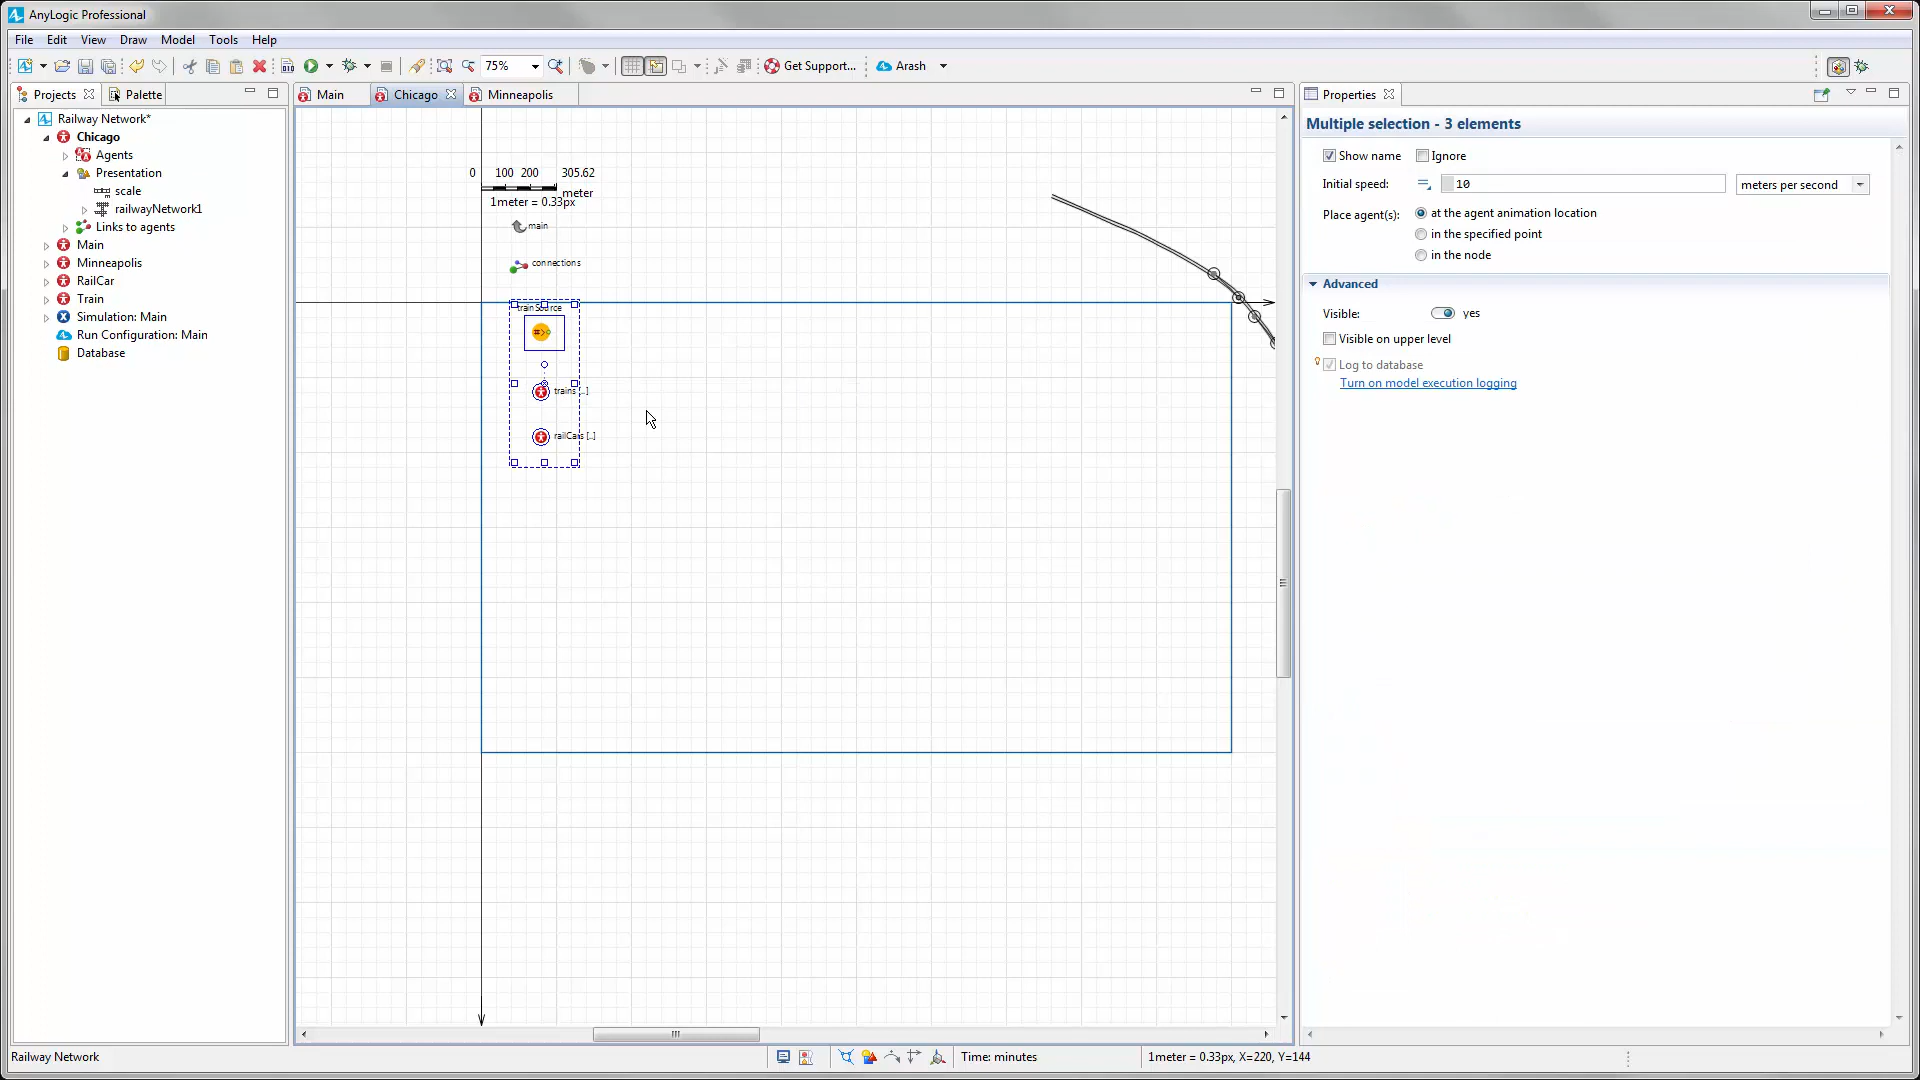 AnyLogic Professional
File Edit View Draw Model Tools Help
75% Get Support... Arash
Projects Palette
Railway Network*
Chicago
Agents
Presentation
scale
railwayNetwork1
Links to agents
Main
Minneapolis
RailCar
Train
Simulation: Main
Run Configuration: Main
Database
Main Chicago Minneapolis
0 100 200 305.62
meter
1meter = 0.33px
main
connections
trainSource
trains [..]
railCars [..]
Properties
Multiple selection - 3 elements
Show name Ignore
Initial speed: 10 meters per second
Place agent(s): at the agent animation location
in the specified point
in the node
Advanced
Visible: yes
Visible on upper level
Log to database
Turn on model execution logging
Railway Network Time: minutes 1meter = 0.33px, X=220, Y=144